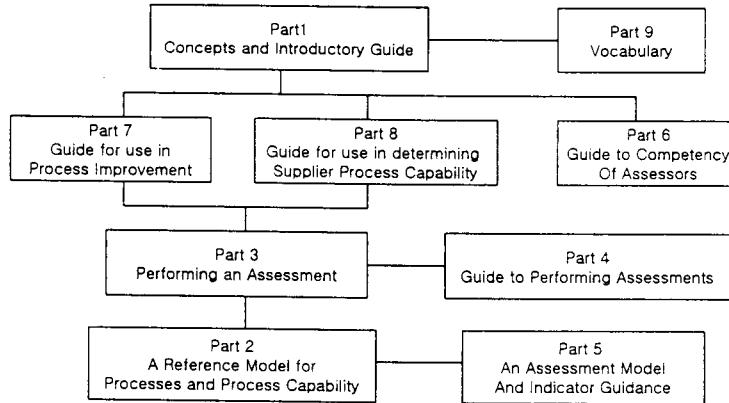 Part1
Concepts and Introductory Guide
Part 9
Vocabulary
Part 7
Guide for use in
Process Improvement
Part 8
Guide for use in determining
Supplier Process Capability
Part 6
Guide to Competency
Of Assessors
Part 3
Performing an Assessment
Part 4
Guide to Performing Assessments
Part 2
A Reference Model for
Processes and Process Capability
Part 5
An Assessment Model
And Indicator Guidance